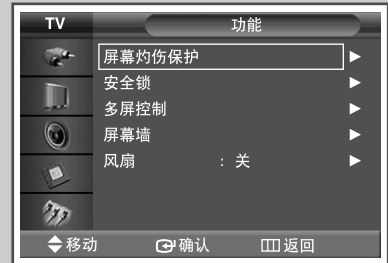 TV 功能
屏幕灼伤保护 ▶
安全锁 ▶
多屏控制 ▶
屏幕墙 ▶
风扇 : 关 ▶
移动 确认 返回